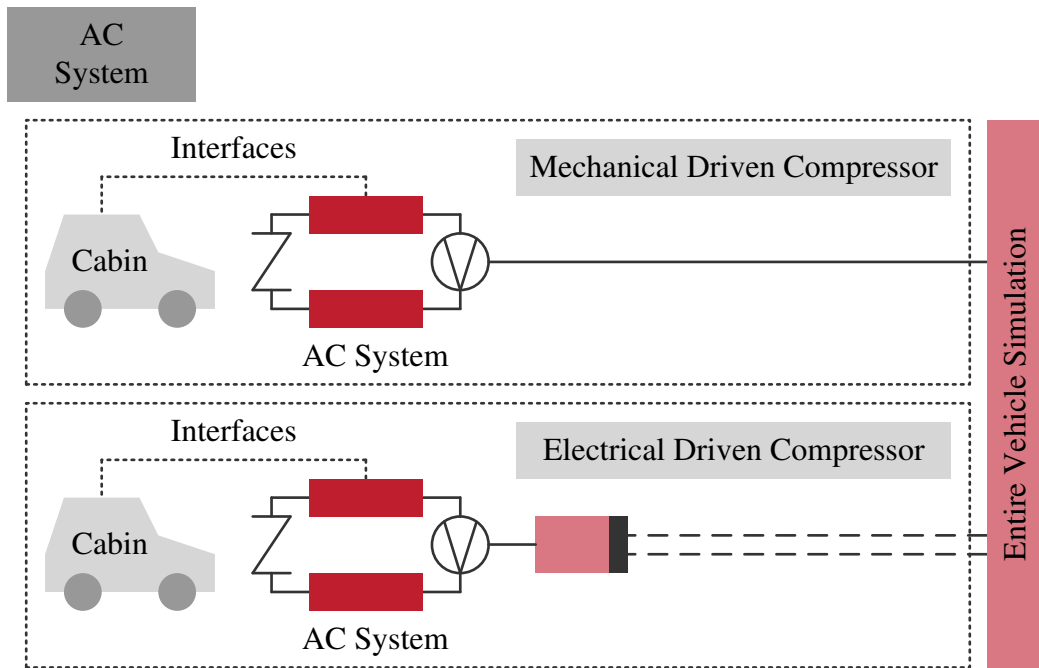 AC
System
Interfaces
Mechanical Driven Compressor
Cabin
AC System
Interfaces
Electrical Driven Compressor
Cabin
AC System
Entire Vehicle Simulation